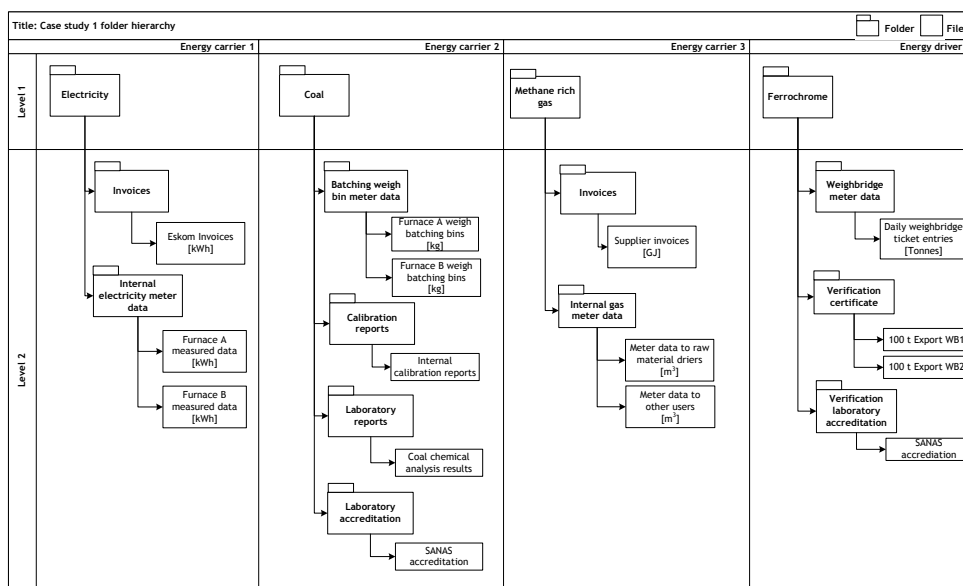 Title: Case study 1 folder hierarchy
Folder
File
Energy carrier 1
Energy carrier 2
Energy carrier 3
Energy driver
Level 1
Electricity
Coal
Methane rich
gas
Ferrochrome
Level 2
Invoices
Eskom Invoices
[kWh]
Internal
electricity meter
data
Furnace A
measured data
[kWh]
Furnace B
measured data
[kWh]
Batching weigh
bin meter data
Furnace A weigh
batching bins
[kg]
Furnace B weigh
batching bins
[kg]
Calibration
reports
Internal
calibration reports
Laboratory
reports
Coal chemical
analysis results
Laboratory
accreditation
SANAS
accreditation
Invoices
Supplier invoices
[GJ]
Internal gas
meter data
Meter data to raw
material driers
[m³]
Meter data to
other users
[m³]
Weighbridge
meter data
Daily weighbridge
ticket entries
[Tonnes]
Verification
certificate
100 t Export WB1
100 t Export WB2
Verification
laboratory
accreditation
SANAS
accrediation